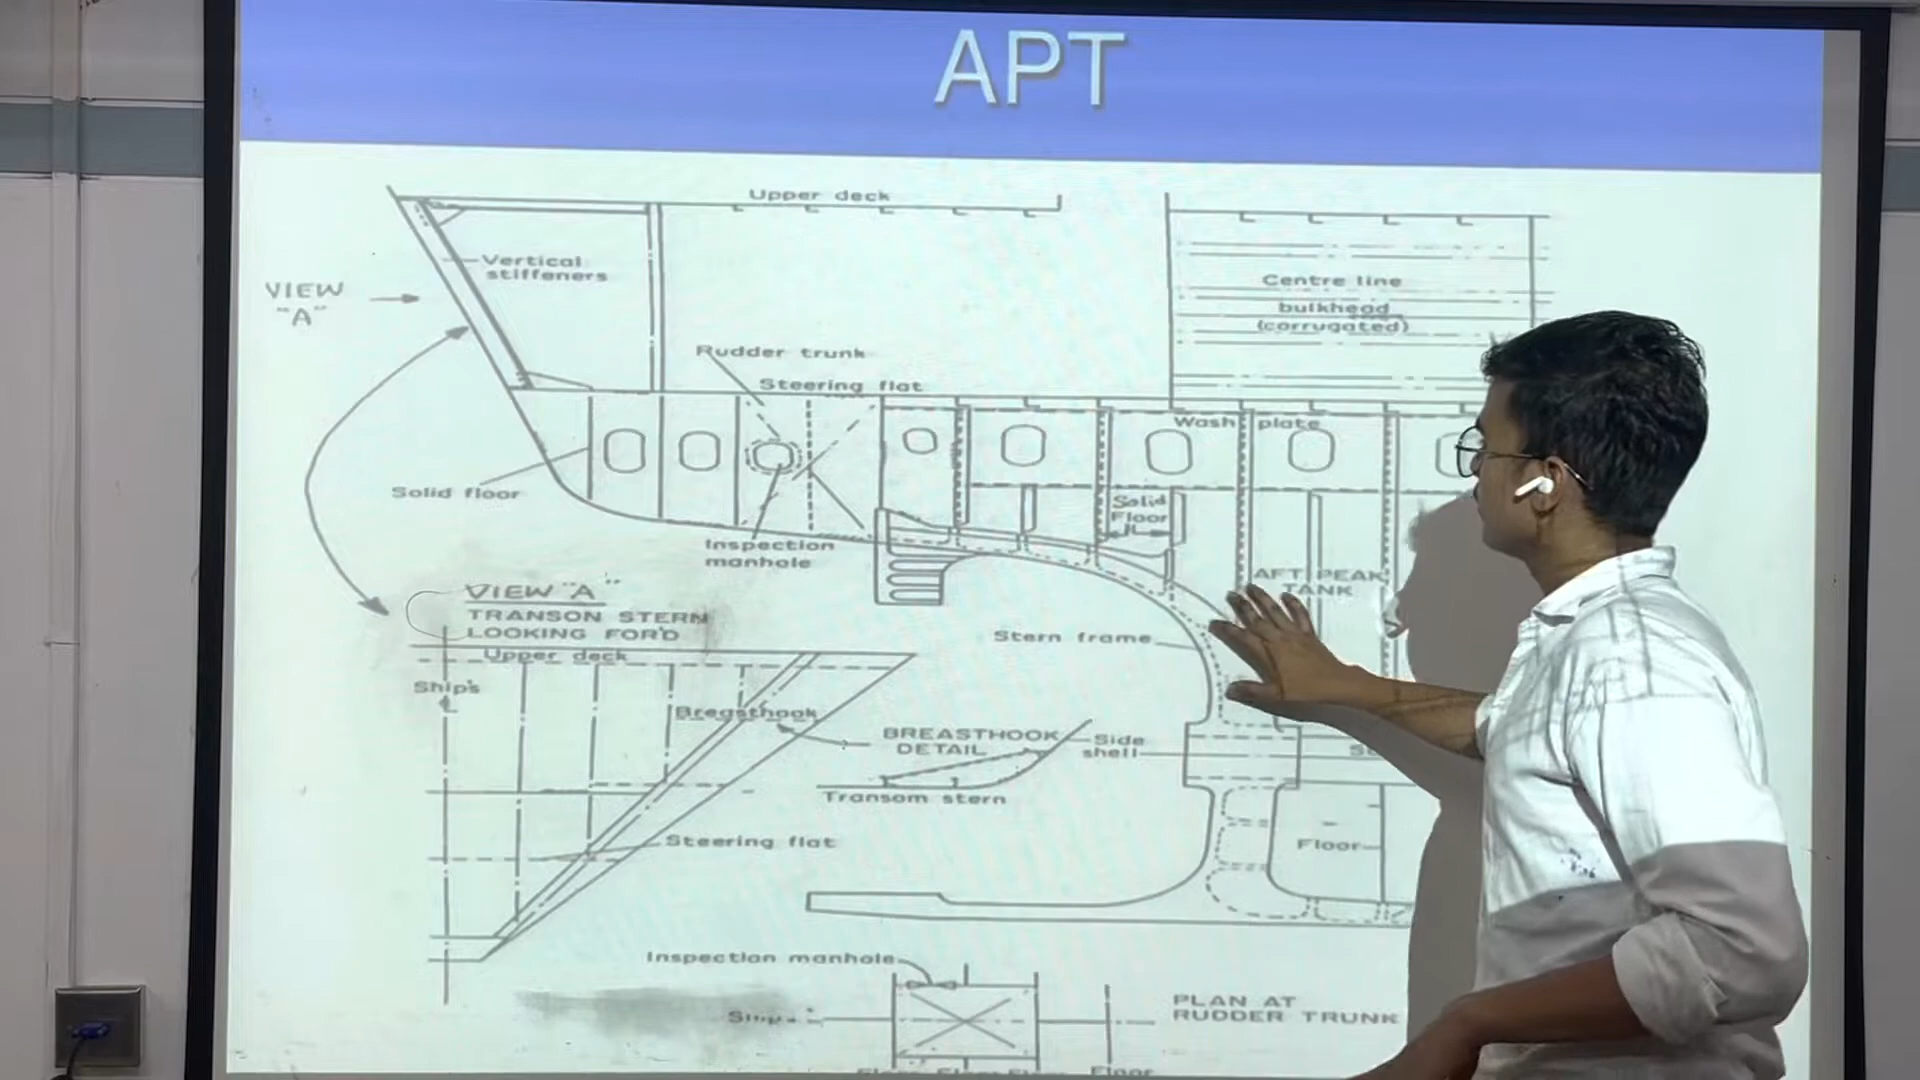 APT
Upper deck
Vertical
stiffeners
VIEW
"A"
Centre line
bulkhead
(corrugated)
Rudder trunk
Steering flat
Wash plate
Solid floor
Solid
Floor
Inspection
manhole
AFT PEAK
TANK
VIEW "A"
TRANSON STERN
LOOKING FOR'D
Stern frame
Upper deck
Ship's
℄
Breasthook
BREASTHOOK
DETAIL
Side
shell
Transom stern
Steering flat
Floor
Inspection manhole
PLAN AT
RUDDER TRUNK
Floor